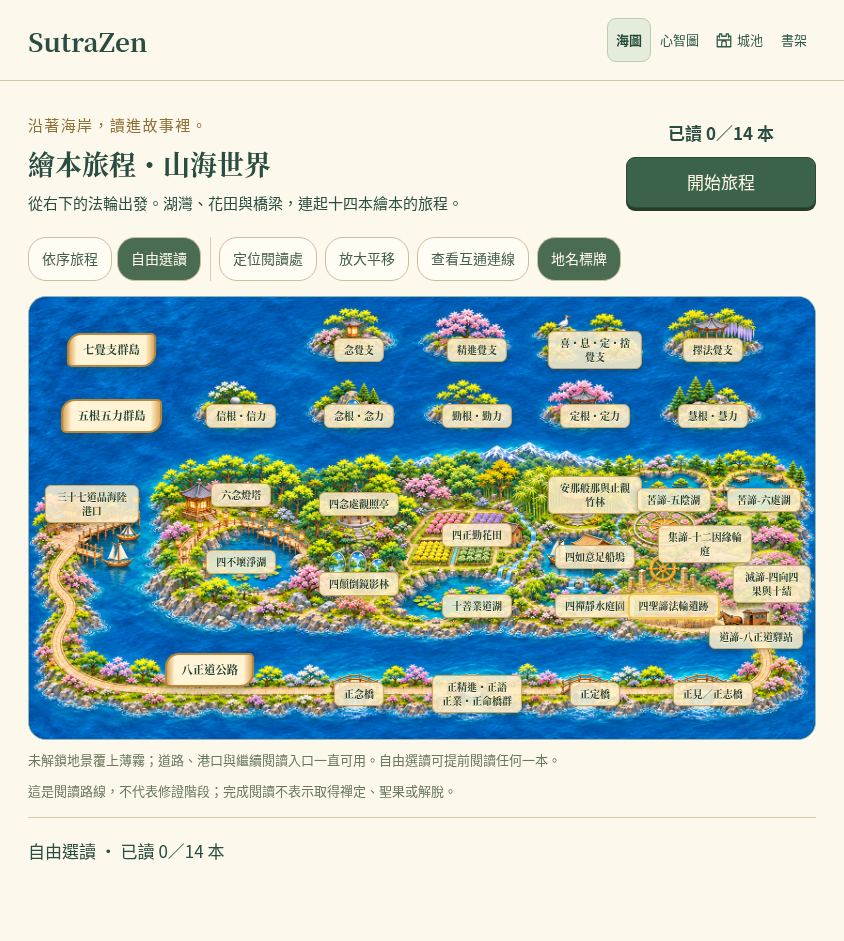 SutraZen
海圖
心智圖
城池
書架
沿著海岸，讀進故事裡。
繪本旅程・山海世界
從右下的法輪出發。湖灣、花田與橋梁，連起十四本繪本的旅程。
已讀 0／14 本
開始旅程
依序旅程
自由選讀
定位閱讀處
放大平移
查看互通連線
地名標牌
七覺支群島
念覺支
精進覺支
喜・息・定・捨
覺支
擇法覺支
五根五力群島
信根・信力
念根・念力
勤根・勤力
定根・定力
慧根・慧力
三十七道品海陸
港口
六念燈塔
四念處觀照亭
安那般那與止觀
竹林
苦諦-五陰湖
苦諦-六處湖
四正勤花田
集諦-十二因緣輪
庭
四不壞淨湖
四如意足船塢
四顛倒鏡影林
滅諦-四向四
果與十結
十善業道湖
四禪靜水庭園
四聖諦法輪遺跡
道諦-八正道驛站
八正道公路
正念橋
正精進・正語
正業・正命橋群
正定橋
正見／正志橋
未解鎖地景覆上薄霧；道路、港口與繼續閱讀入口一直可用。自由選讀可提前閱讀任何一本。
這是閱讀路線，不代表修證階段；完成閱讀不表示取得禪定、聖果或解脫。
自由選讀 ・ 已讀 0／14 本